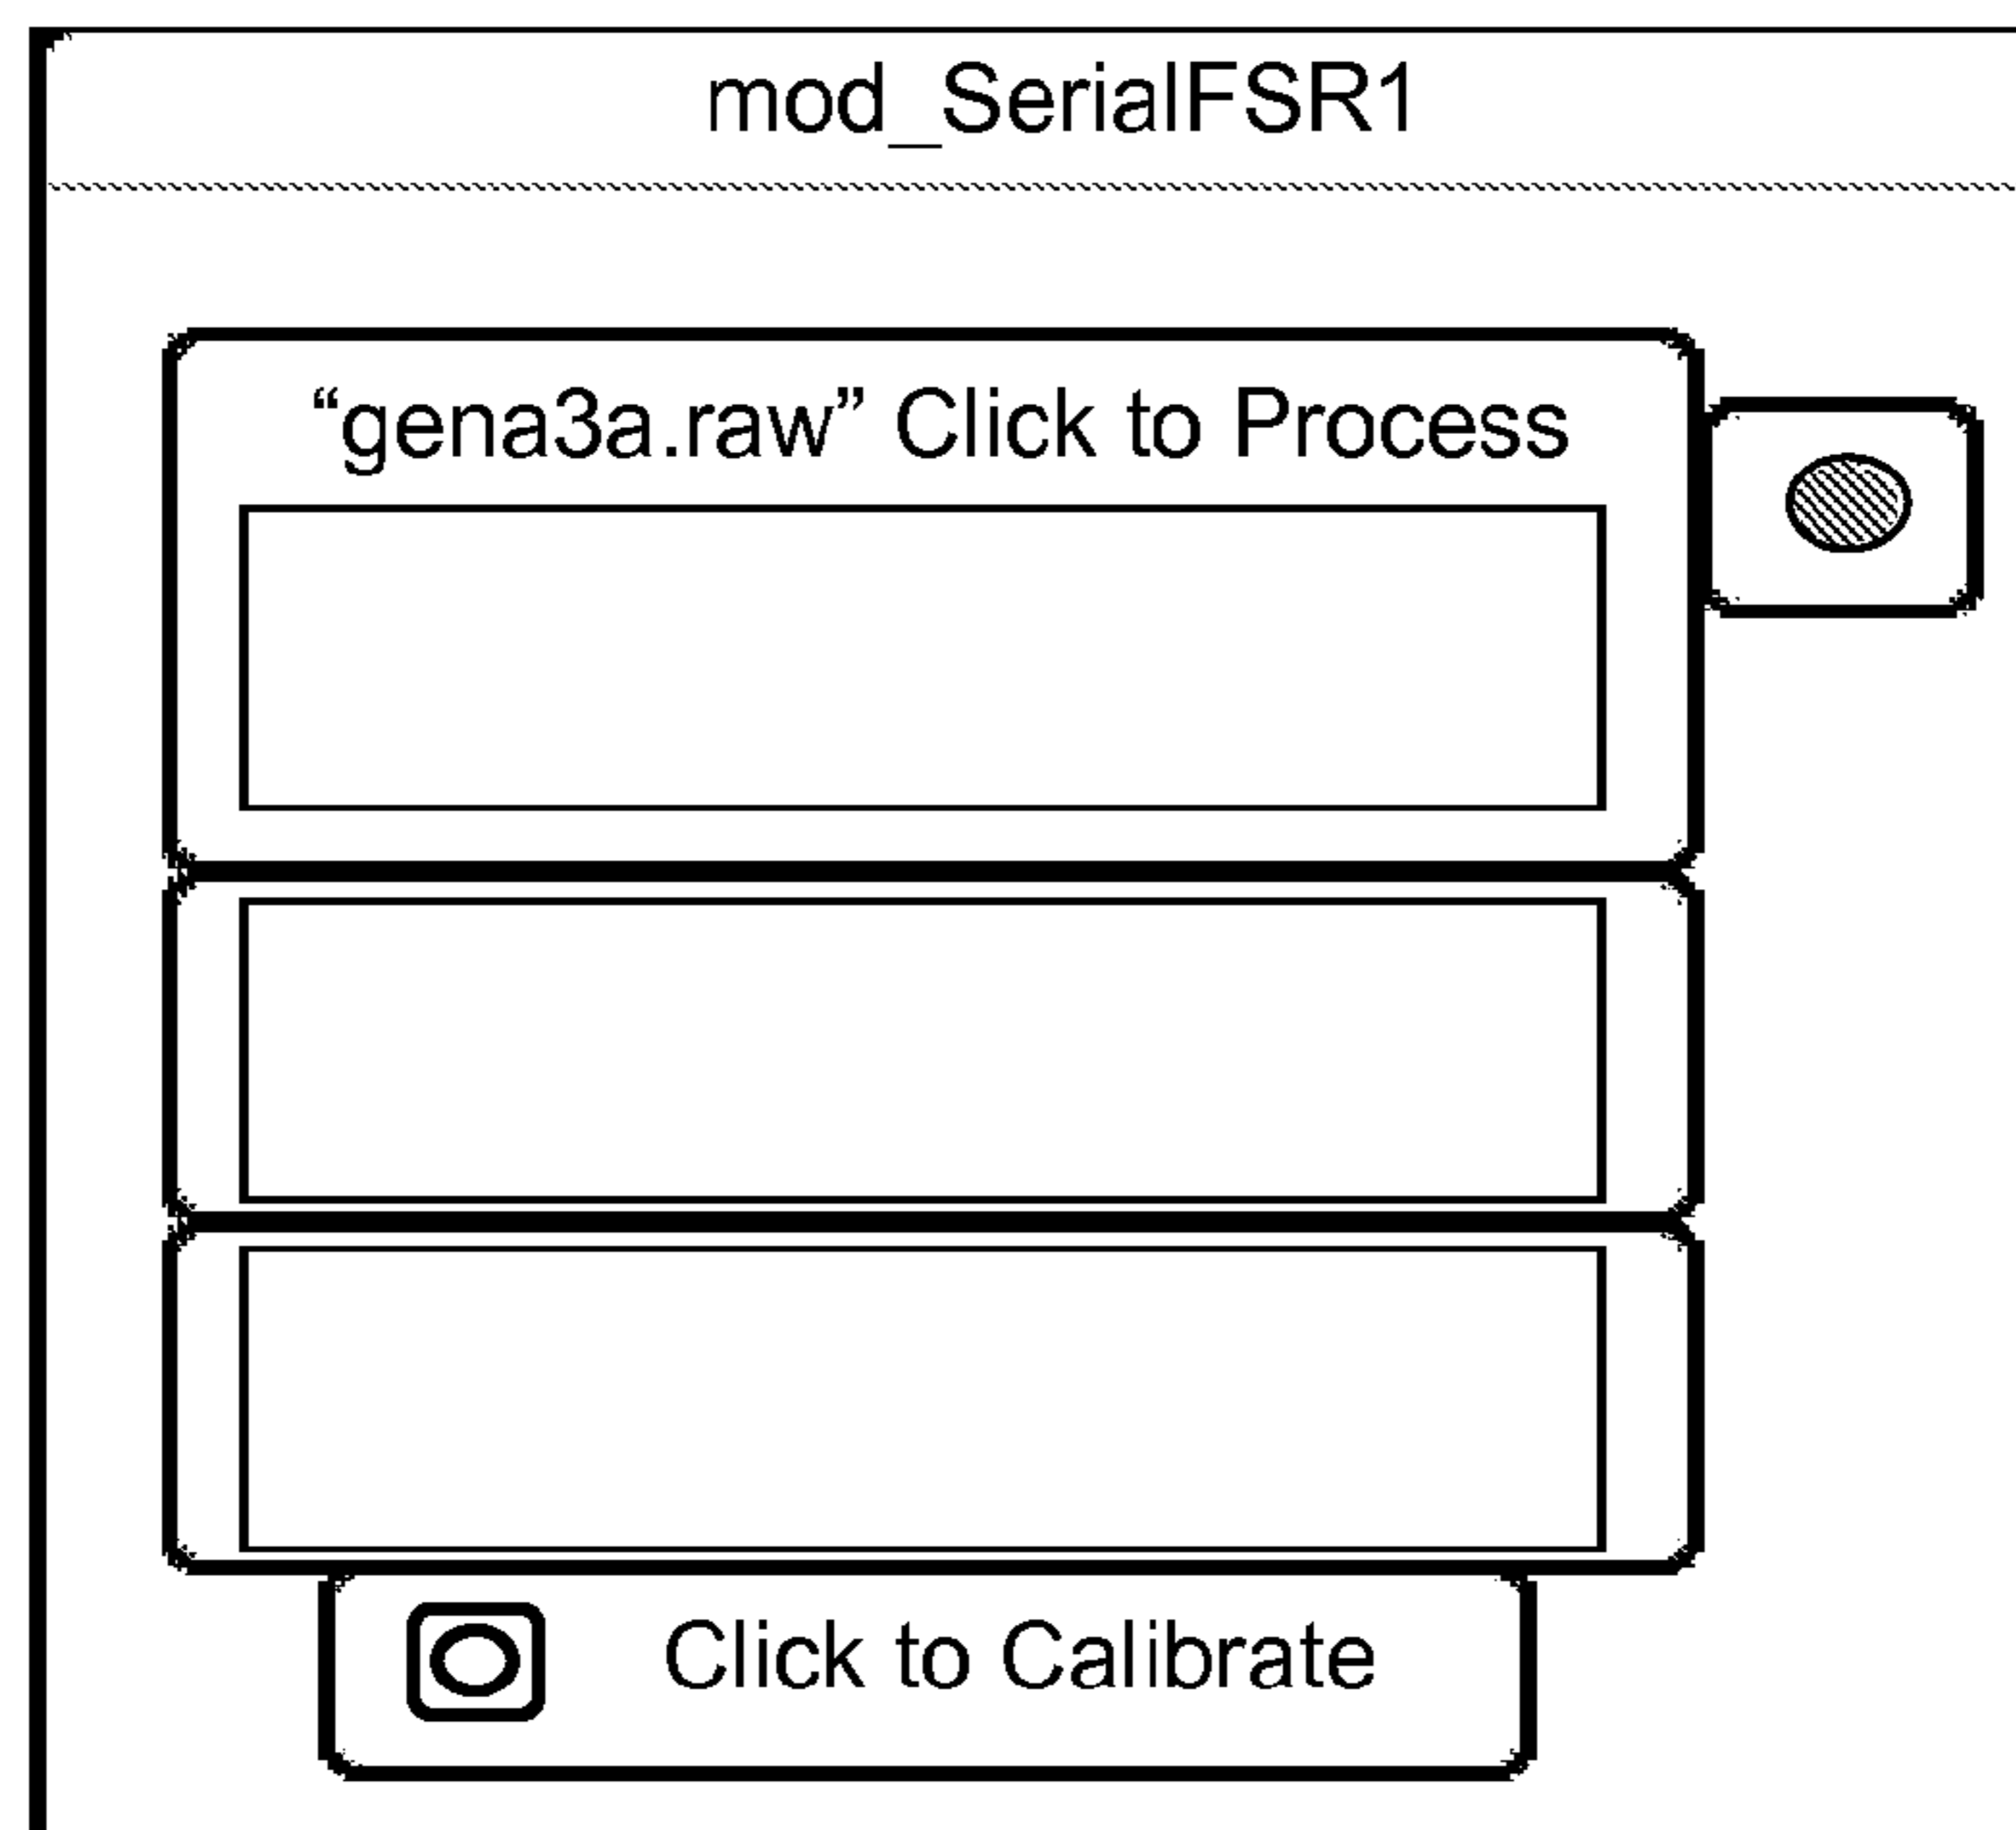 mod_SerialFSR1
“gena3a.raw” Click to Process
Click to Calibrate